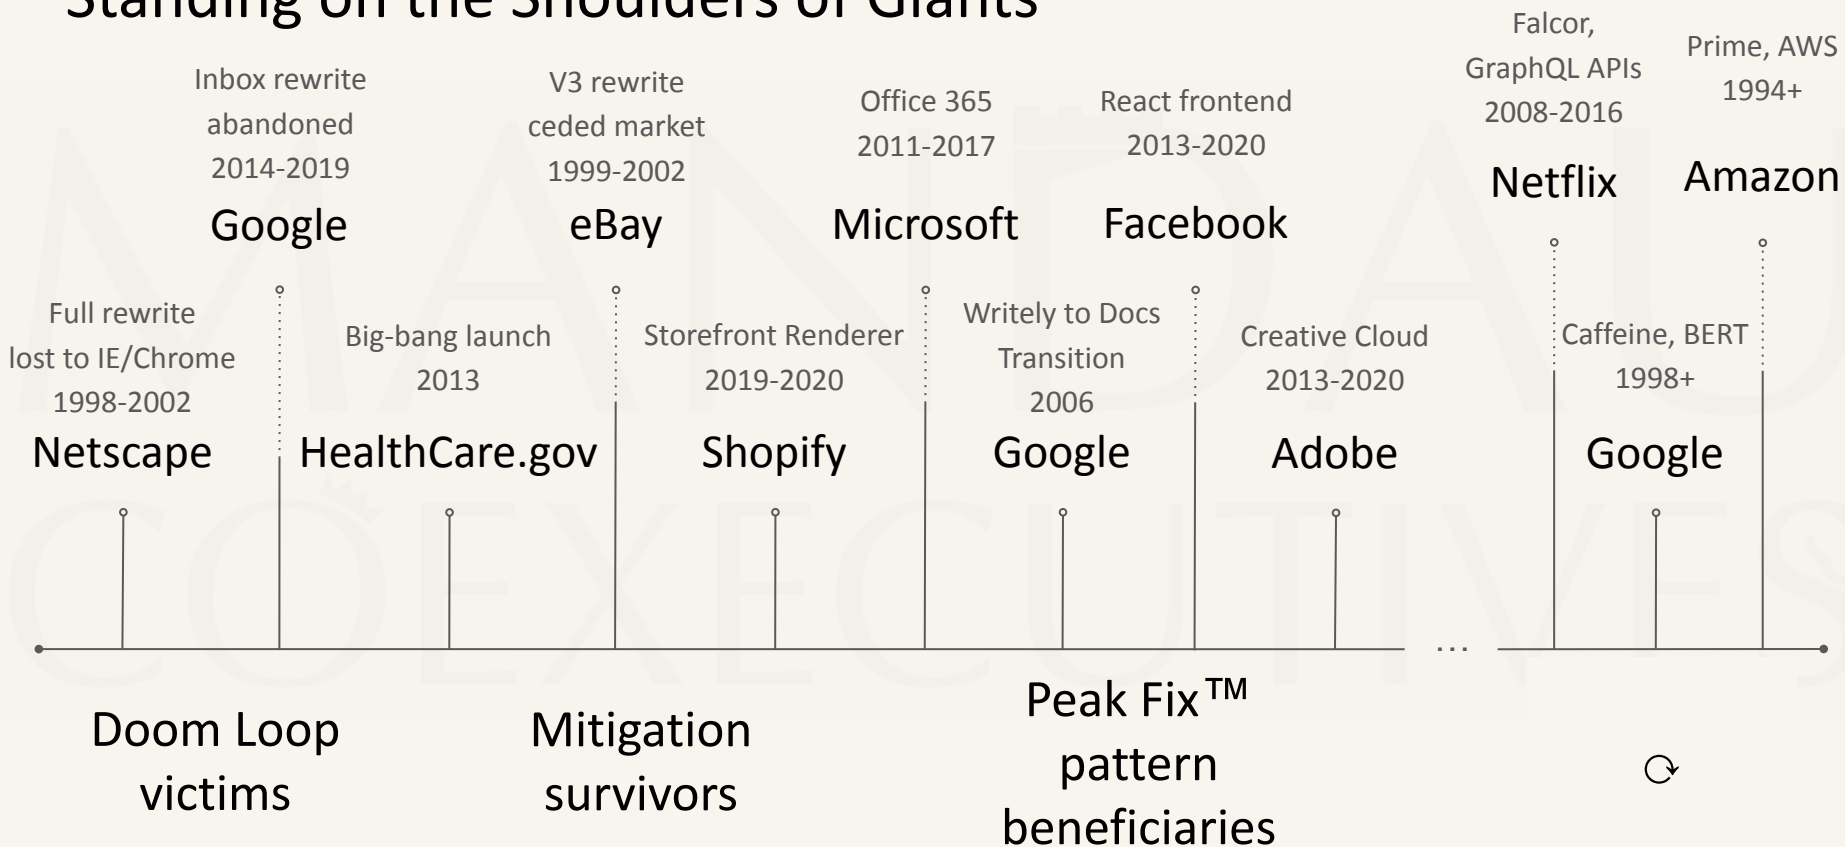 Standing on the Shoulders of Giants
Inbox rewrite
abandoned
2014-2019
Google
V3 rewrite
ceded market
1999-2002
eBay
Office 365
2011-2017
Microsoft
React frontend
2013-2020
Facebook
Falcor,
GraphQL APIs
2008-2016
Netflix
Prime, AWS
1994+
Amazon
Full rewrite
lost to IE/Chrome
1998-2002
Netscape
Big-bang launch
2013
HealthCare.gov
Storefront Renderer
2019-2020
Shopify
Writely to Docs
Transition
2006
Google
Creative Cloud
2013-2020
Adobe
Caffeine, BERT
1998+
Google
...
Doom Loop
victims
Mitigation
survivors
Peak Fix™
pattern
beneficiaries
⟳
MANDAU
COEXECUTIVES